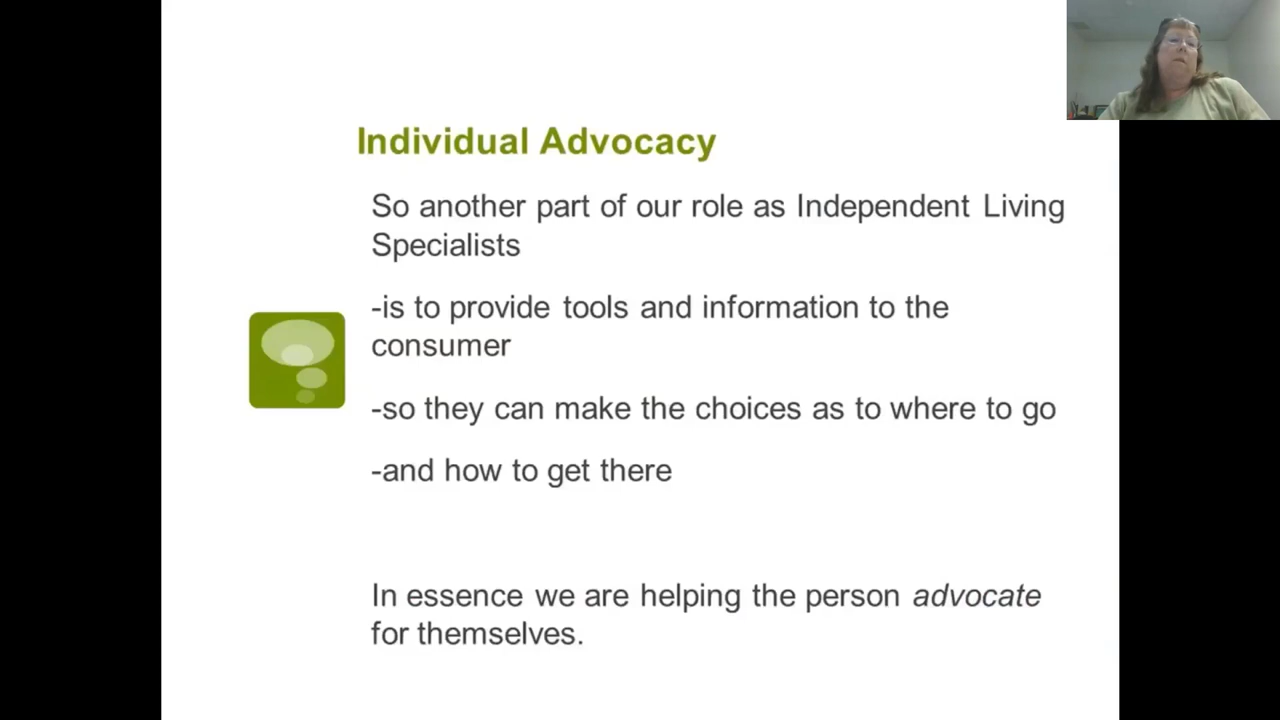 Individual Advocacy
So another part of our role as Independent Living
Specialists
-is to provide tools and information to the
consumer
-so they can make the choices as to where to go
-and how to get there
In essence we are helping the person advocate
for themselves.